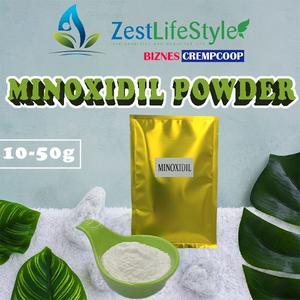 ZestLifeStyle
BIZNES CREMPCOOP
MINOXIDIL POWDER
10-50g
MINOXIDIL